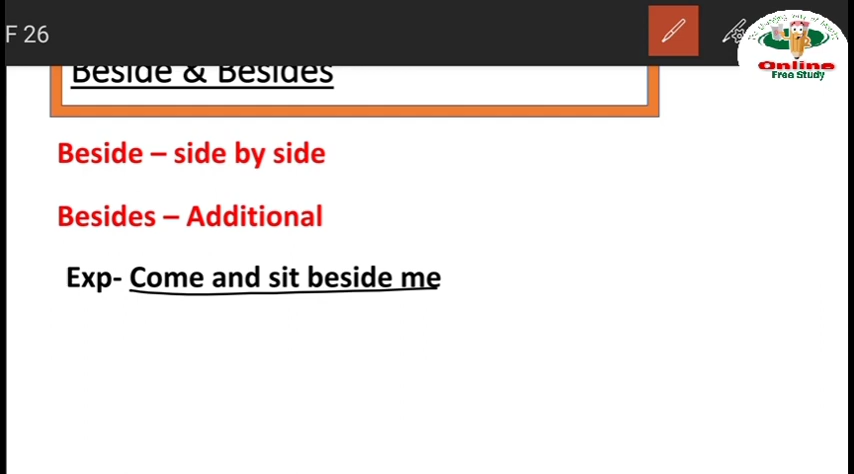 F 26
Online
Free Study
Beside & Besides
Beside – side by side
Besides – Additional
Exp- Come and sit beside me